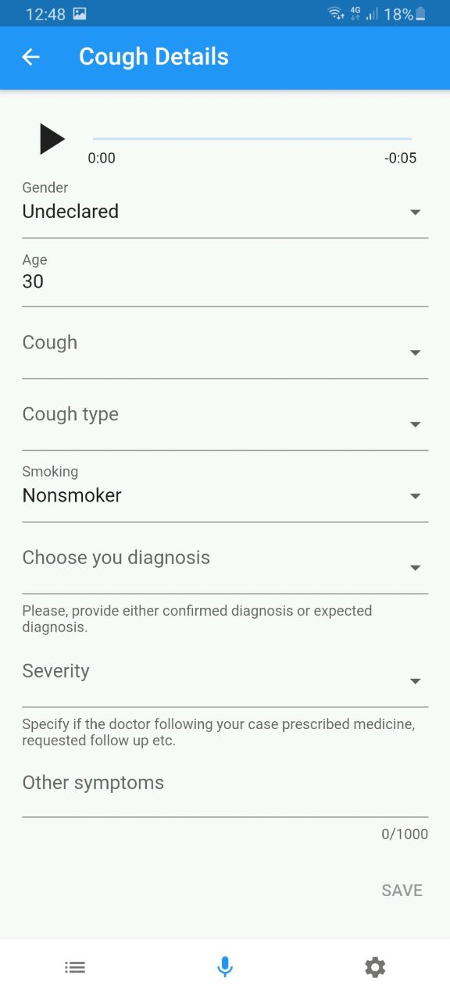 12:48 4G 18%
Cough Details
0:00 -0:05
Gender
Undeclared
Age
30
Cough
Cough type
Smoking
Nonsmoker
Choose you diagnosis
Please, provide either confirmed diagnosis or expected
diagnosis.
Severity
Specify if the doctor following your case prescribed medicine,
requested follow up etc.
Other symptoms
0/1000
SAVE